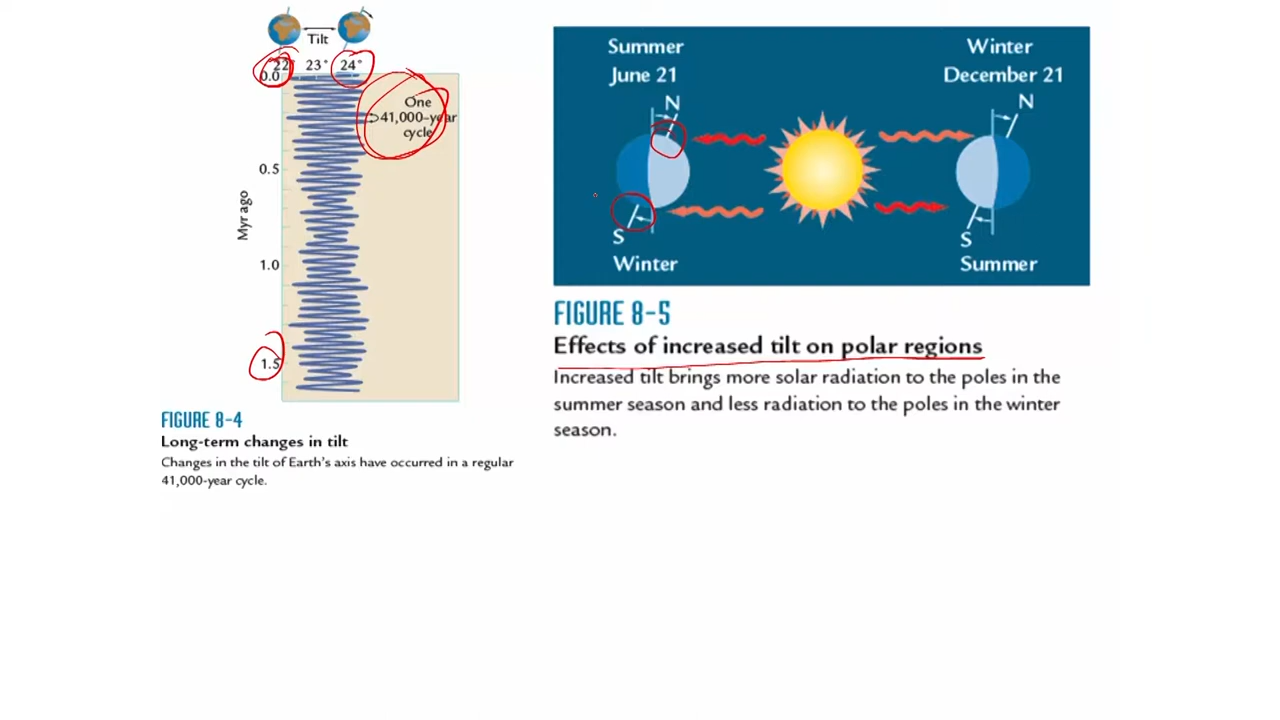 Tilt
22° 23° 24°
0.0
One
41,000-year
cycle
0.5
Myr ago
1.0
1.5
FIGURE 8-4
Long-term changes in tilt
Changes in the tilt of Earth's axis have occurred in a regular
41,000-year cycle.
Summer
June 21
N
S
Winter
Winter
December 21
N
S
Summer
FIGURE 8-5
Effects of increased tilt on polar regions
Increased tilt brings more solar radiation to the poles in the
summer season and less radiation to the poles in the winter
season.